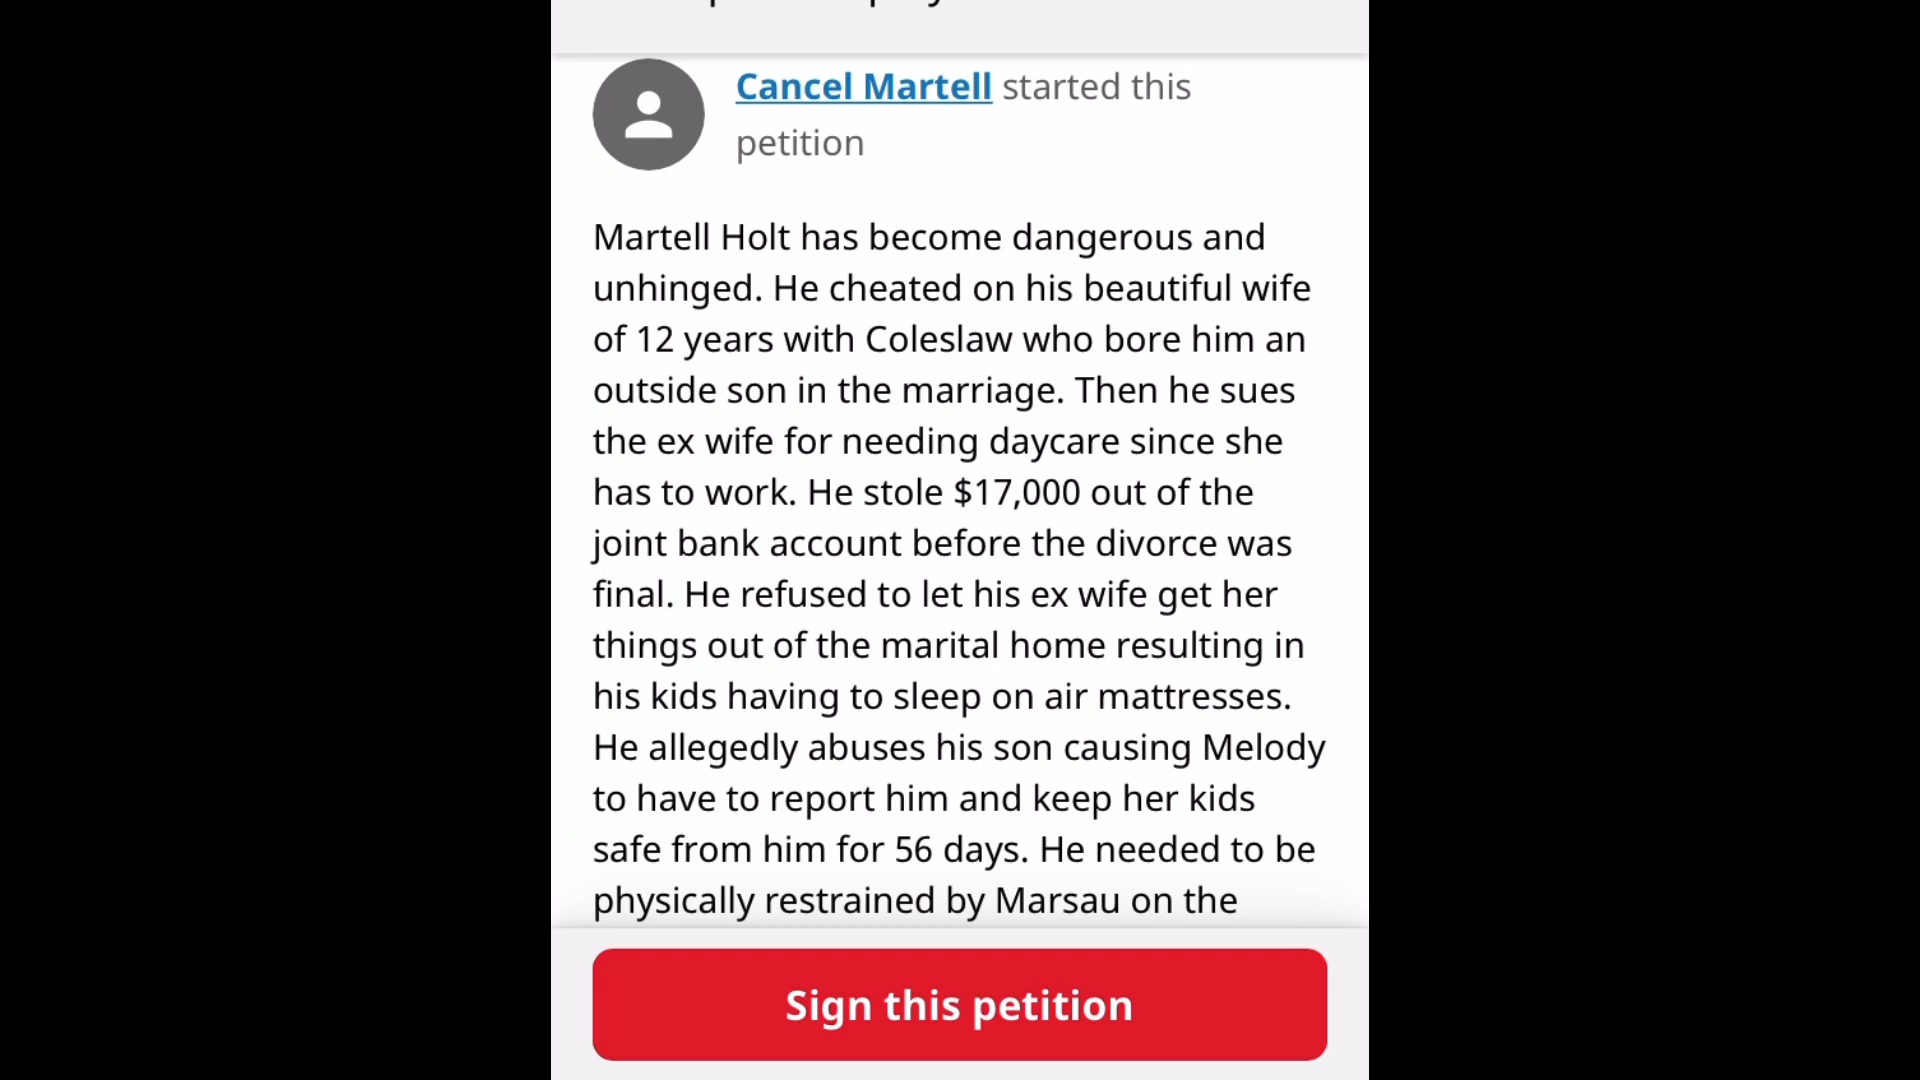 Cancel Martell started this
petition
Martell Holt has become dangerous and
unhinged. He cheated on his beautiful wife
of 12 years with Coleslaw who bore him an
outside son in the marriage. Then he sues
the ex wife for needing daycare since she
has to work. He stole $17,000 out of the
joint bank account before the divorce was
final. He refused to let his ex wife get her
things out of the marital home resulting in
his kids having to sleep on air mattresses.
He allegedly abuses his son causing Melody
to have to report him and keep her kids
safe from him for 56 days. He needed to be
physically restrained by Marsau on the
Sign this petition